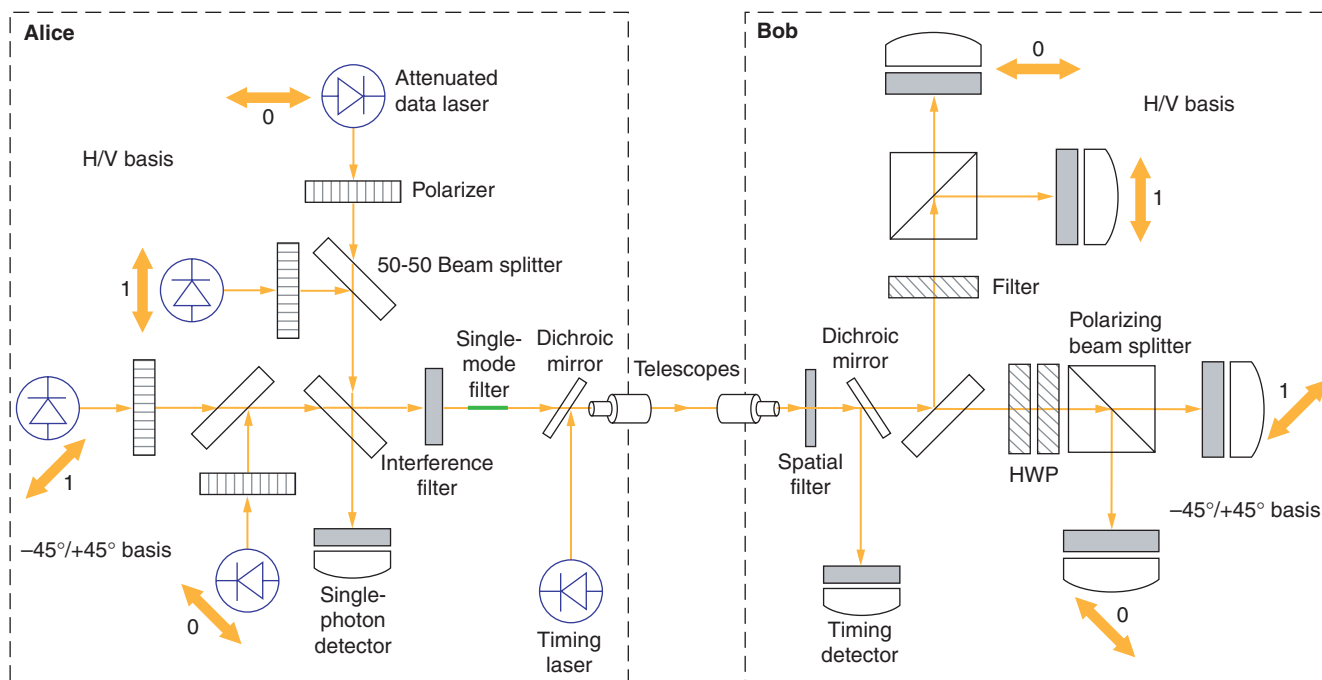 Alice
Attenuated
data laser
0
H/V basis
Polarizer
50-50 Beam splitter
1
Single-
mode
filter
Dichroic
mirror
Interference
filter
1
–45°/+45° basis
0
Single-
photon
detector
Timing
laser
Telescopes
Bob
0
H/V basis
1
Filter
Dichroic
mirror
Polarizing
beam splitter
1
Spatial
filter
HWP
–45°/+45° basis
0
Timing
detector